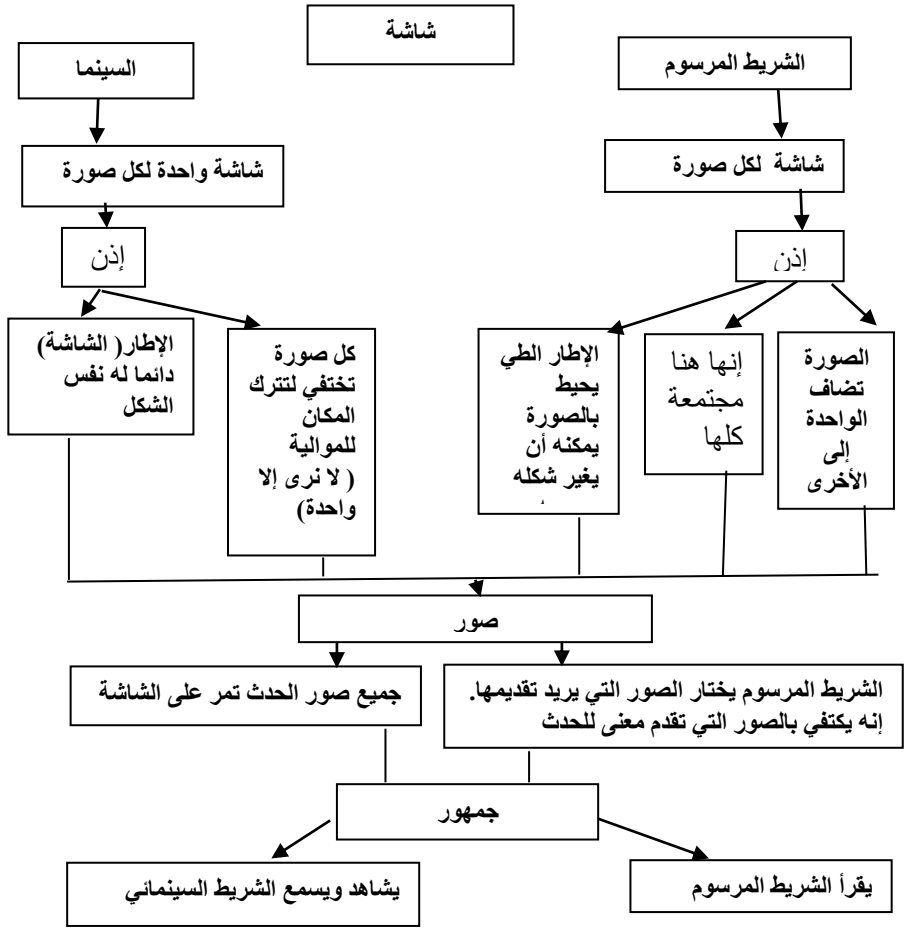 شاشة
الشريط المرسوم
السينما
شاشة لكل صورة
شاشة واحدة لكل صورة
إذن
إذن
الصورة
تضاف
الواحدة
إلى
الأخرى
إنها هنا
مجتمعة
كلها
الإطار الطي
يحيط
بالصورة
يمكنه أن
يغير شكله
كل صورة
تختفي لتترك
المكان
للموالية
( لا نرى إلا
واحدة)
الإطار( الشاشة)
دائما له نفس
الشكل
صور
الشريط المرسوم يختار الصور التي يريد تقديمها.
إنه يكتفي بالصور التي تقدم معنى للحدث
جميع صور الحدث تمر على الشاشة
جمهور
يقرأ الشريط المرسوم
يشاهد ويسمع الشريط السينمائي